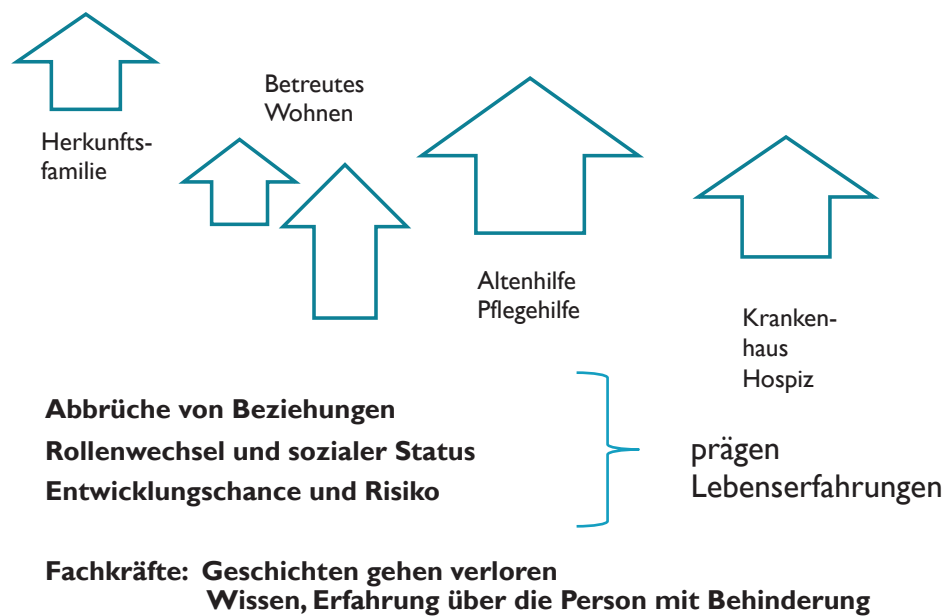 Herkunfts-
familie
Betreutes
Wohnen
Altenhilfe
Pflegehilfe
Kranken-
haus
Hospiz
Abbrüche von Beziehungen
Rollenwechsel und sozialer Status
Entwicklungschance und Risiko
prägen
Lebenserfahrungen
Fachkräfte: Geschichten gehen verloren
Wissen, Erfahrung über die Person mit Behinderung